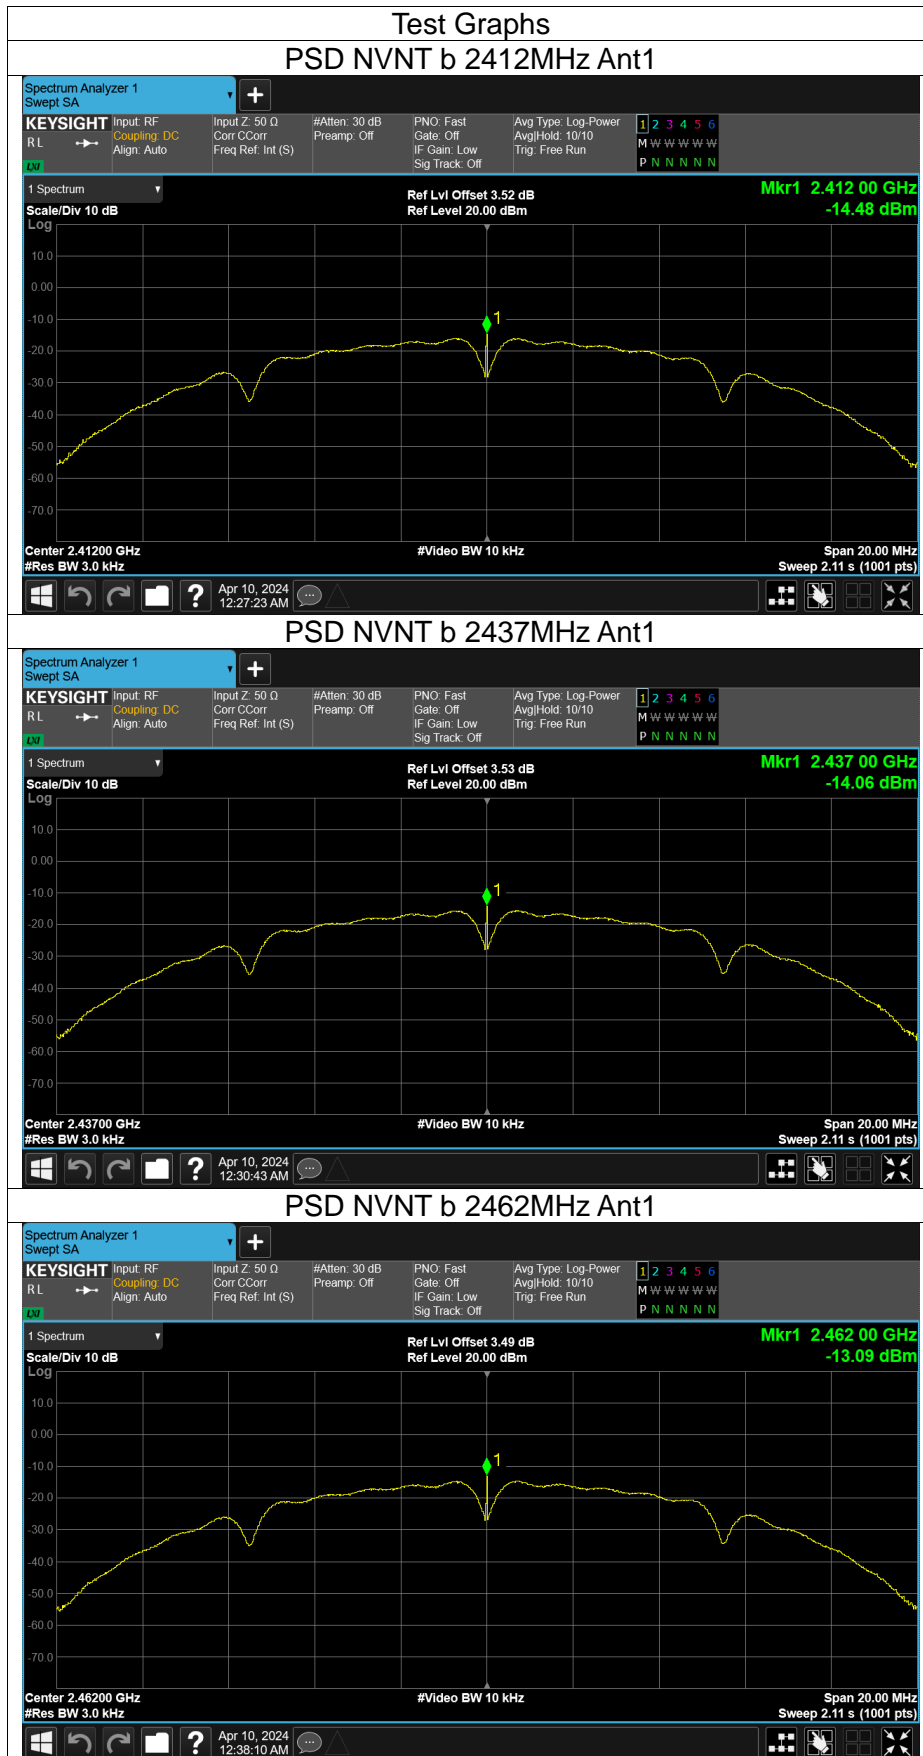 Test Graphs
PSD NVNT b 2412MHz Ant1
Spectrum Analyzer 1
Swept SA
KEYSIGHT Input: RF Input Z: 50 Ω #Atten: 30 dB PNO: Fast Avg Type: Log-Power 1 2 3 4 5 6
RL Coupling: DC Corr CCorr Preamp: Off Gate: Off Avg|Hold: 10/10 M W W W W W
Align: Auto Freq Ref: Int (S) IF Gain: Low Trig: Free Run
LXI Sig Track: Off P N N N N N
1 Spectrum Ref Lvl Offset 3.52 dB Mkr1 2.412 00 GHz
Scale/Div 10 dB Ref Level 20.00 dBm -14.48 dBm
Log
10.0
0.00
1
-10.0
-20.0
-30.0
-40.0
-50.0
-60.0
-70.0
Center 2.41200 GHz #Video BW 10 kHz Span 20.00 MHz
#Res BW 3.0 kHz Sweep 2.11 s (1001 pts)
Apr 10, 2024
12:27:23 AM
PSD NVNT b 2437MHz Ant1
Spectrum Analyzer 1
Swept SA
KEYSIGHT Input: RF Input Z: 50 Ω #Atten: 30 dB PNO: Fast Avg Type: Log-Power 1 2 3 4 5 6
RL Coupling: DC Corr CCorr Preamp: Off Gate: Off Avg|Hold: 10/10 M W W W W W
Align: Auto Freq Ref: Int (S) IF Gain: Low Trig: Free Run
LXI Sig Track: Off P N N N N N
1 Spectrum Ref Lvl Offset 3.53 dB Mkr1 2.437 00 GHz
Scale/Div 10 dB Ref Level 20.00 dBm -14.06 dBm
Log
10.0
0.00
1
-10.0
-20.0
-30.0
-40.0
-50.0
-60.0
-70.0
Center 2.43700 GHz #Video BW 10 kHz Span 20.00 MHz
#Res BW 3.0 kHz Sweep 2.11 s (1001 pts)
Apr 10, 2024
12:30:43 AM
PSD NVNT b 2462MHz Ant1
Spectrum Analyzer 1
Swept SA
KEYSIGHT Input: RF Input Z: 50 Ω #Atten: 30 dB PNO: Fast Avg Type: Log-Power 1 2 3 4 5 6
RL Coupling: DC Corr CCorr Preamp: Off Gate: Off Avg|Hold: 10/10 M W W W W W
Align: Auto Freq Ref: Int (S) IF Gain: Low Trig: Free Run
LXI Sig Track: Off P N N N N N
1 Spectrum Ref Lvl Offset 3.49 dB Mkr1 2.462 00 GHz
Scale/Div 10 dB Ref Level 20.00 dBm -13.09 dBm
Log
10.0
0.00
1
-10.0
-20.0
-30.0
-40.0
-50.0
-60.0
-70.0
Center 2.46200 GHz #Video BW 10 kHz Span 20.00 MHz
#Res BW 3.0 kHz Sweep 2.11 s (1001 pts)
Apr 10, 2024
12:38:10 AM